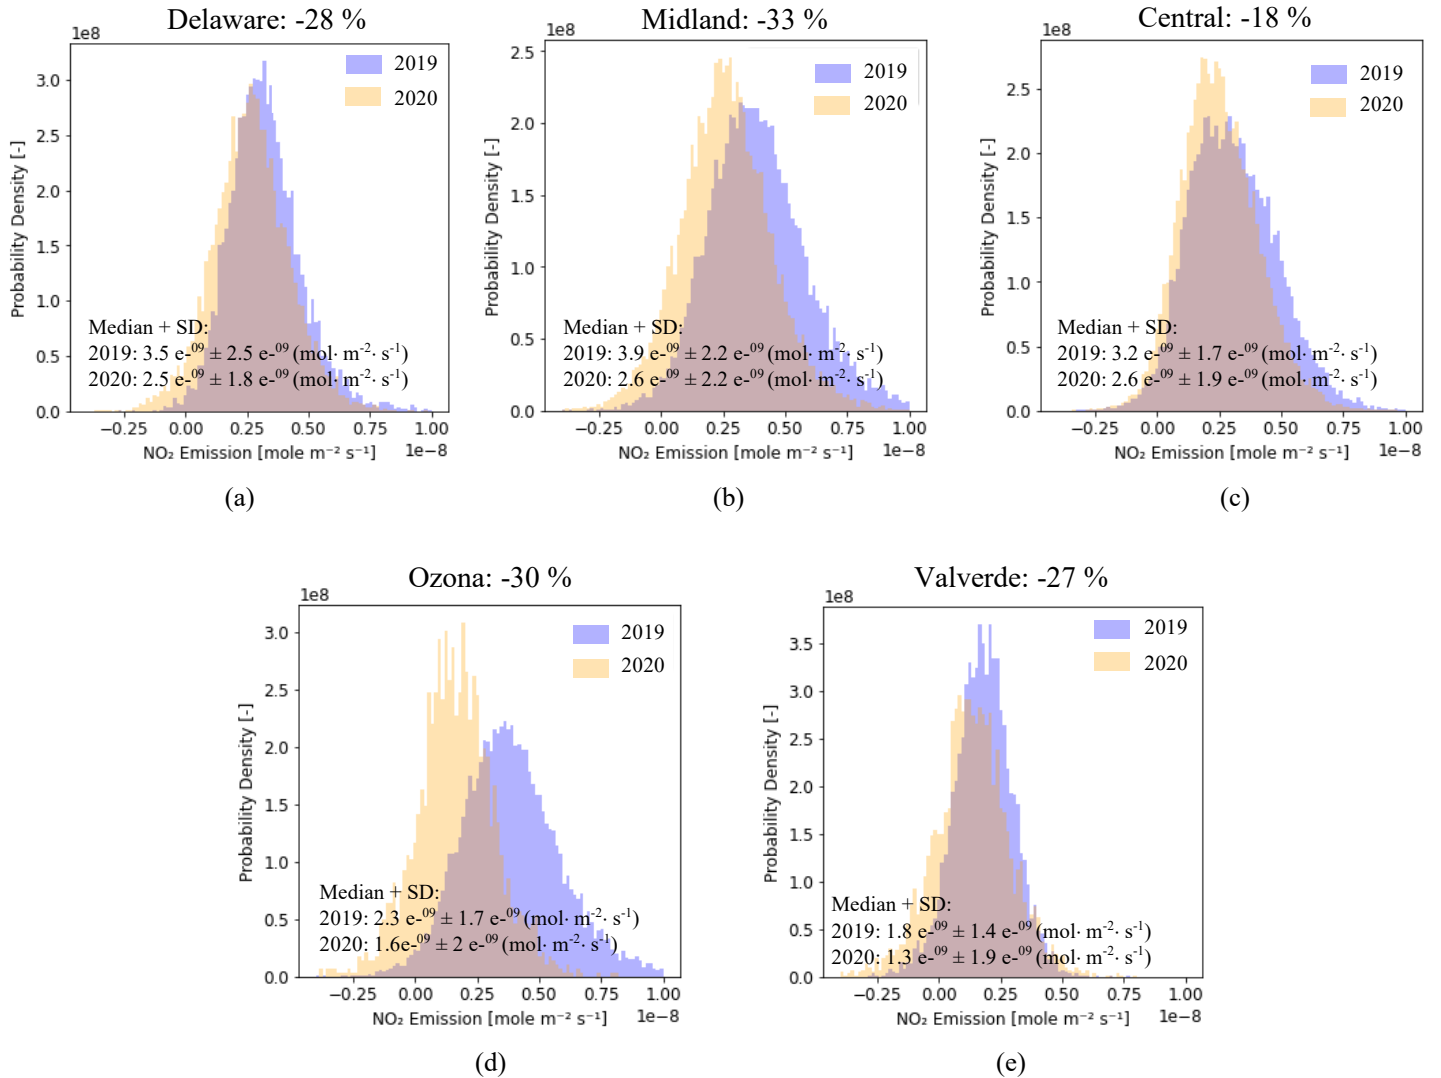 Delaware: -28 %
1e8
2019
2020
3.0
2.5
2.0
1.5
1.0
0.5
0.0
Probability Density [-]
Median + SD:
2019: 3.5 e-⁰⁹ ± 2.5 e-⁰⁹ (mol· m⁻²· s⁻¹)
2020: 2.5 e-⁰⁹ ± 1.8 e-⁰⁹ (mol· m⁻²· s⁻¹)
−0.25 0.00 0.25 0.50 0.75 1.00
NO₂ Emission [mole m⁻² s⁻¹] 1e−8
(a)
Midland: -33 %
1e8
2019
2020
2.5
2.0
1.5
1.0
0.5
0.0
Probability Density [-]
Median + SD:
2019: 3.9 e-⁰⁹ ± 2.2 e-⁰⁹ (mol· m⁻²· s⁻¹)
2020: 2.6 e-⁰⁹ ± 2.2 e-⁰⁹ (mol· m⁻²· s⁻¹)
−0.25 0.00 0.25 0.50 0.75 1.00
NO₂ Emission [mole m⁻² s⁻¹] 1e−8
(b)
Central: -18 %
1e8
2019
2020
2.5
2.0
1.5
1.0
0.5
0.0
Probability Density [-]
Median + SD:
2019: 3.2 e-⁰⁹ ± 1.7 e-⁰⁹ (mol· m⁻²· s⁻¹)
2020: 2.6 e-⁰⁹ ± 1.9 e-⁰⁹ (mol· m⁻²· s⁻¹)
−0.25 0.00 0.25 0.50 0.75 1.00
NO₂ Emission [mole m⁻² s⁻¹] 1e−8
(c)
Ozona: -30 %
1e8
2019
2020
3.0
2.5
2.0
1.5
1.0
0.5
0.0
Probability Density [-]
Median + SD:
2019: 2.3 e-⁰⁹ ± 1.7 e-⁰⁹ (mol· m⁻²· s⁻¹)
2020: 1.6e-⁰⁹ ± 2 e-⁰⁹ (mol· m⁻²· s⁻¹)
−0.25 0.00 0.25 0.50 0.75 1.00
NO₂ Emission [mole m⁻² s⁻¹] 1e−8
(d)
Valverde: -27 %
1e8
2019
2020
3.5
3.0
2.5
2.0
1.5
1.0
0.5
0.0
Probability Density [-]
Median + SD:
2019: 1.8 e-⁰⁹ ± 1.4 e-⁰⁹ (mol· m⁻²· s⁻¹)
2020: 1.3 e-⁰⁹ ± 1.9 e-⁰⁹ (mol· m⁻²· s⁻¹)
−0.25 0.00 0.25 0.50 0.75 1.00
NO₂ Emission [mole m⁻² s⁻¹] 1e−8
(e)